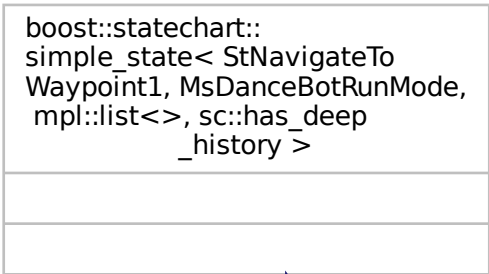 boost::statechart::
simple_state< StNavigateTo
Waypoint1, MsDanceBotRunMode,
mpl::list<>, sc::has_deep
_history >